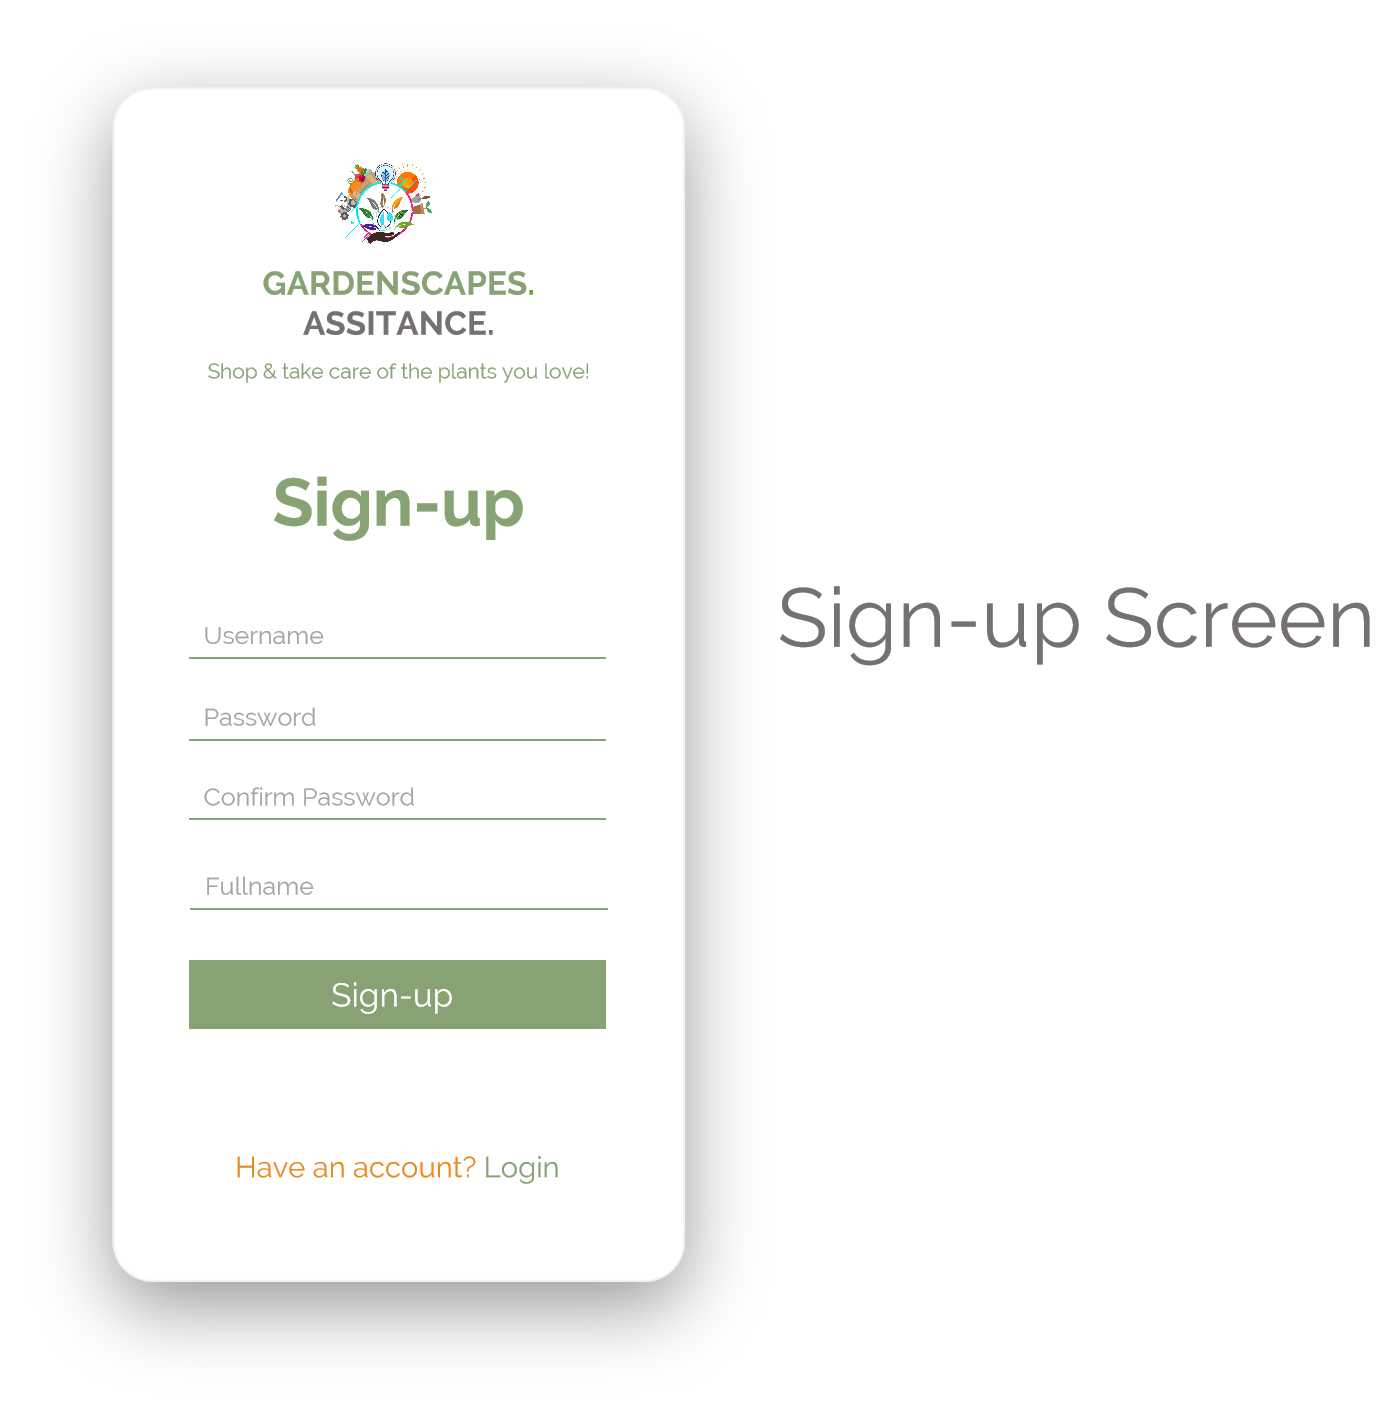 GARDENSCAPES.
ASSITANCE.
Shop & take care of the plants you love!
Sign-up
Username
Password
Confirm Password
Fullname
Sign-up
Have an account? Login
Sign-up Screen